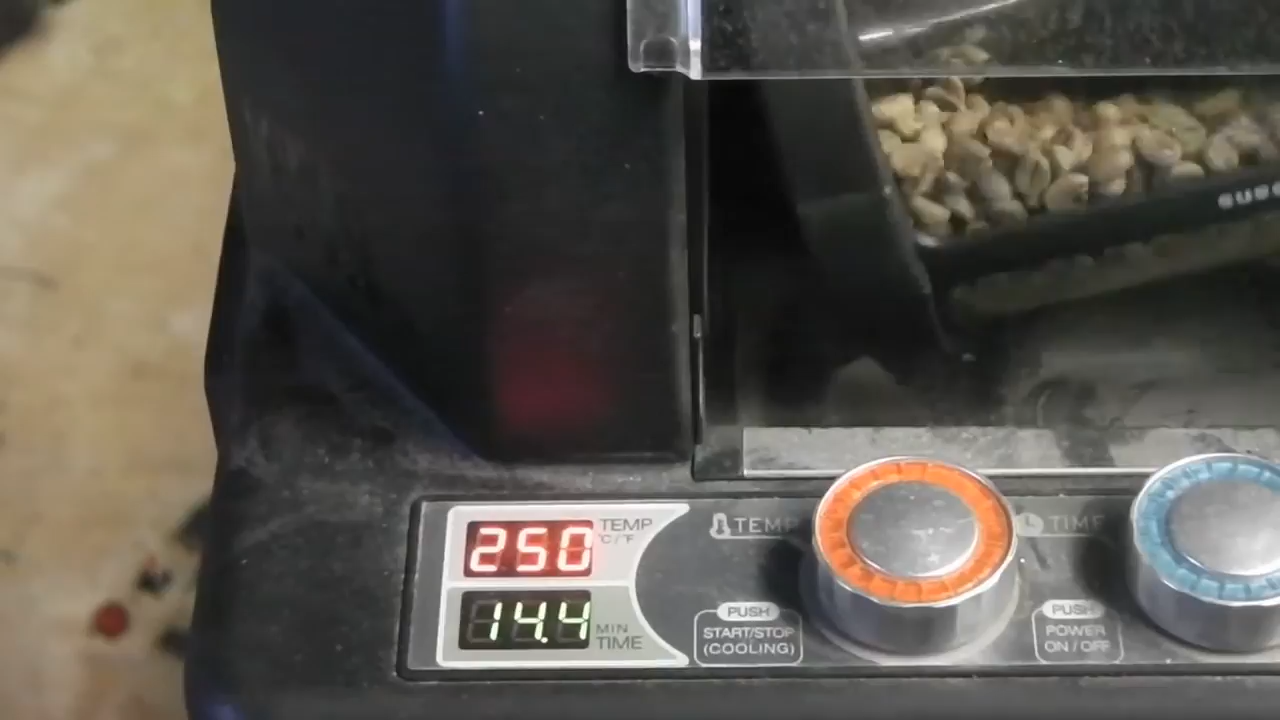 250
TEMP
°C/°F
14.4
MIN
TIME
TEMP
PUSH
START/STOP
(COOLING)
TIME
PUSH
POWER
ON/OFF